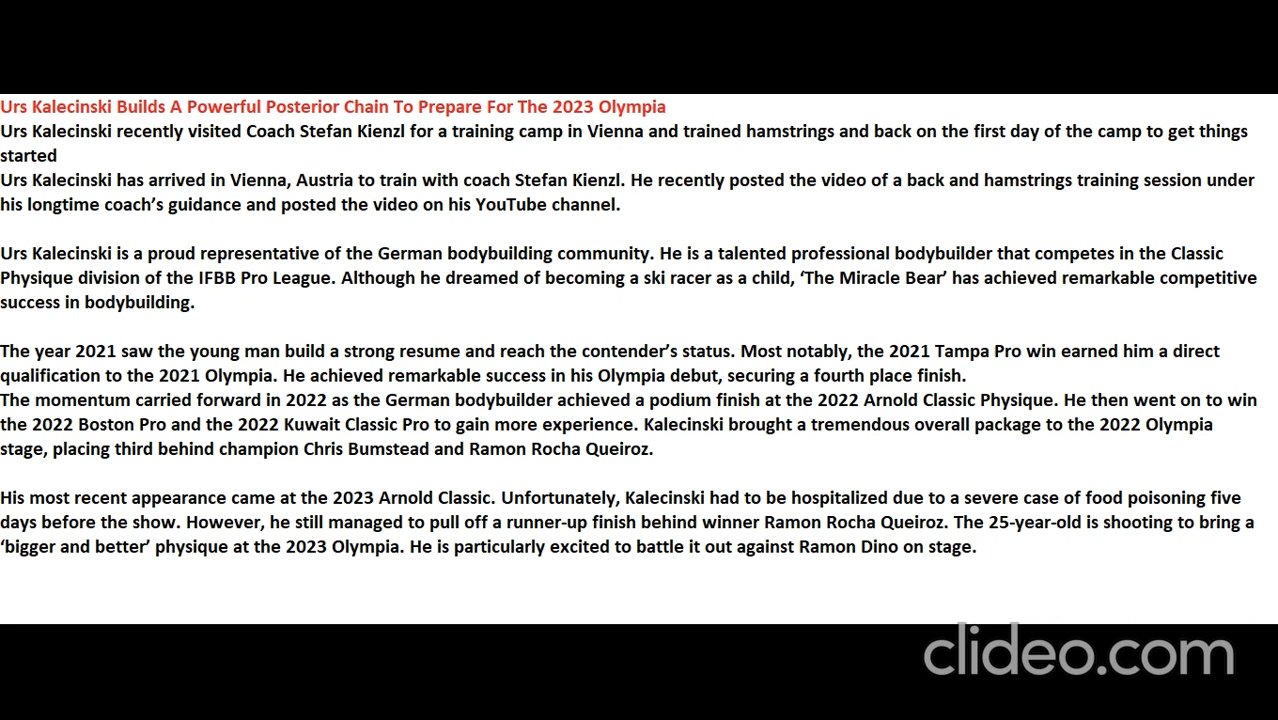 Urs Kalecinski Builds A Powerful Posterior Chain To Prepare For The 2023 Olympia
Urs Kalecinski recently visited Coach Stefan Kienzl for a training camp in Vienna and trained hamstrings and back on the first day of the camp to get things
started
Urs Kalecinski has arrived in Vienna, Austria to train with coach Stefan Kienzl. He recently posted the video of a back and hamstrings training session under
his longtime coach’s guidance and posted the video on his YouTube channel.
Urs Kalecinski is a proud representative of the German bodybuilding community. He is a talented professional bodybuilder that competes in the Classic
Physique division of the IFBB Pro League. Although he dreamed of becoming a ski racer as a child, ‘The Miracle Bear’ has achieved remarkable competitive
success in bodybuilding.
The year 2021 saw the young man build a strong resume and reach the contender’s status. Most notably, the 2021 Tampa Pro win earned him a direct
qualification to the 2021 Olympia. He achieved remarkable success in his Olympia debut, securing a fourth place finish.
The momentum carried forward in 2022 as the German bodybuilder achieved a podium finish at the 2022 Arnold Classic Physique. He then went on to win
the 2022 Boston Pro and the 2022 Kuwait Classic Pro to gain more experience. Kalecinski brought a tremendous overall package to the 2022 Olympia
stage, placing third behind champion Chris Bumstead and Ramon Rocha Queiroz.
His most recent appearance came at the 2023 Arnold Classic. Unfortunately, Kalecinski had to be hospitalized due to a severe case of food poisoning five
days before the show. However, he still managed to pull off a runner-up finish behind winner Ramon Rocha Queiroz. The 25-year-old is shooting to bring a
‘bigger and better’ physique at the 2023 Olympia. He is particularly excited to battle it out against Ramon Dino on stage.
clideo.com